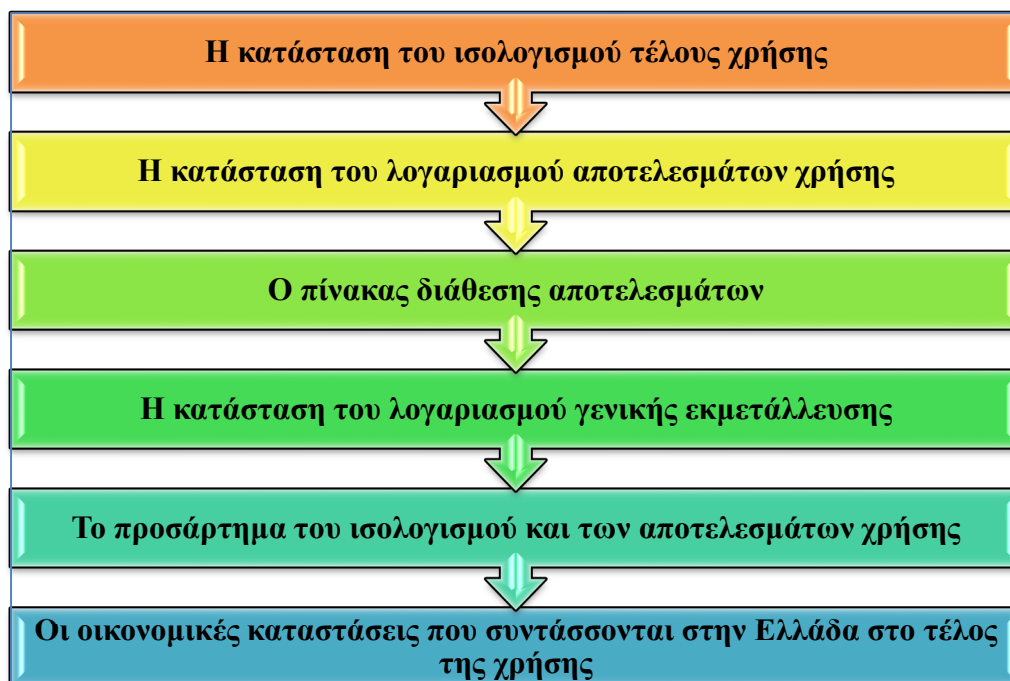 Η κατάσταση του ισολογισμού τέλους χρήσης
Η κατάσταση του λογαριασμού αποτελεσμάτων χρήσης
Ο πίνακας διάθεσης αποτελεσμάτων
Η κατάσταση του λογαριασμού γενικής εκμετάλλευσης
Το προσάρτημα του ισολογισμού και των αποτελεσμάτων χρήσης
Οι οικονομικές καταστάσεις που συντάσσονται στην Ελλάδα στο τέλος
της χρήσης